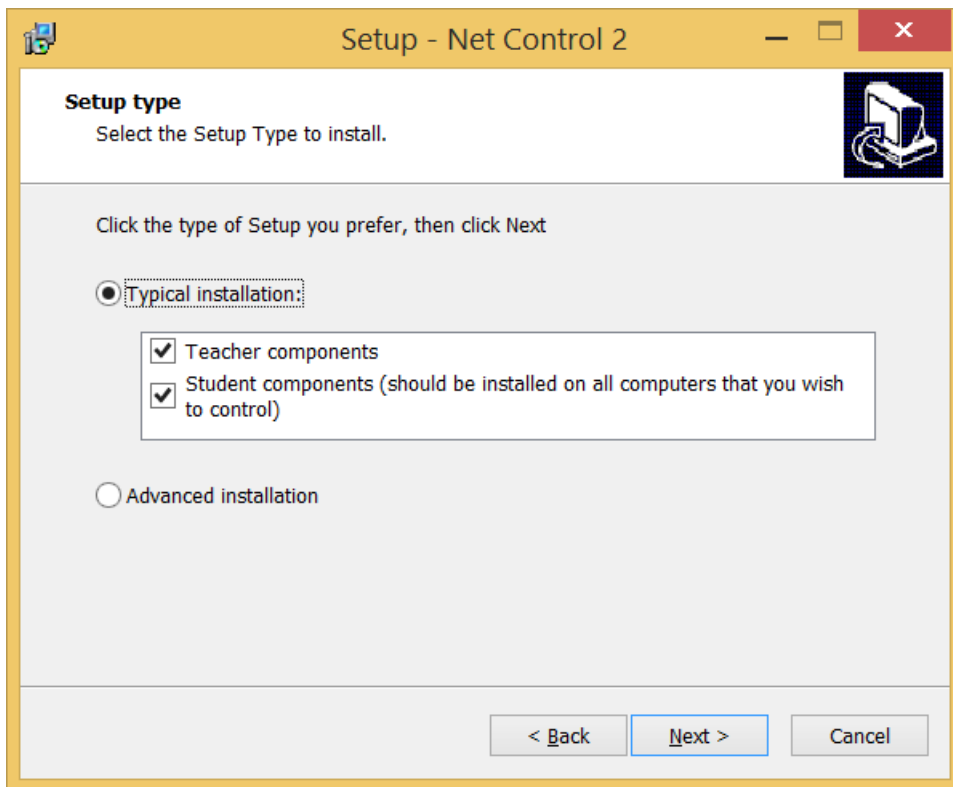 Setup - Net Control 2
Setup type
Select the Setup Type to install.
Click the type of Setup you prefer, then click Next
Typical installation:
Teacher components
Student components (should be installed on all computers that you wish
to control)
Advanced installation
< Back
Next >
Cancel